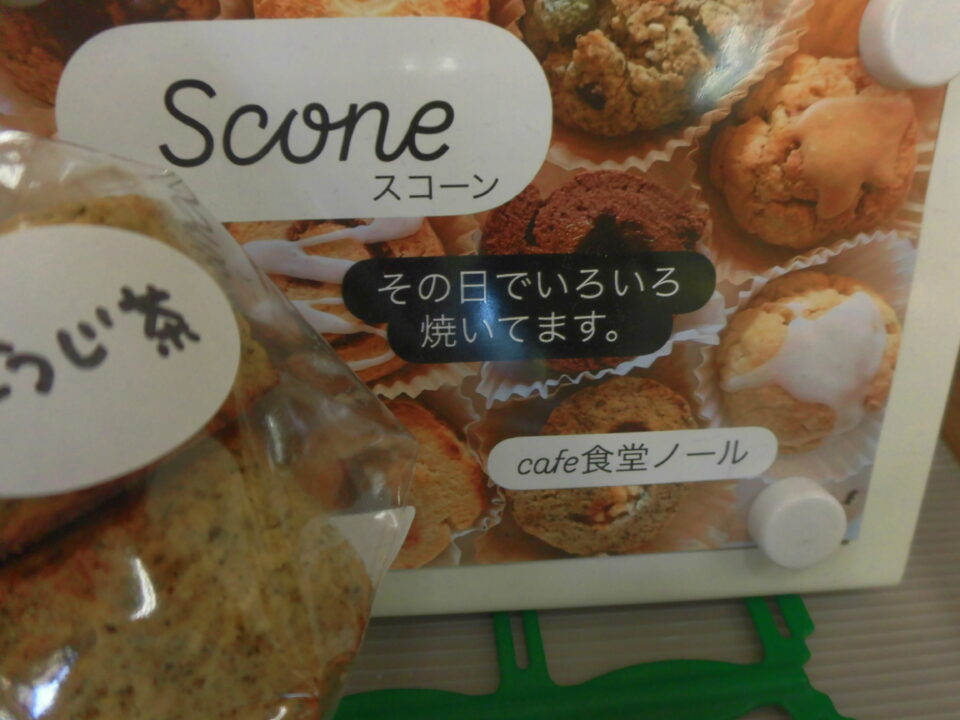 Scone
スコーン
その日でいろいろ
焼いてます。
cafe食堂ノール
うじ茶